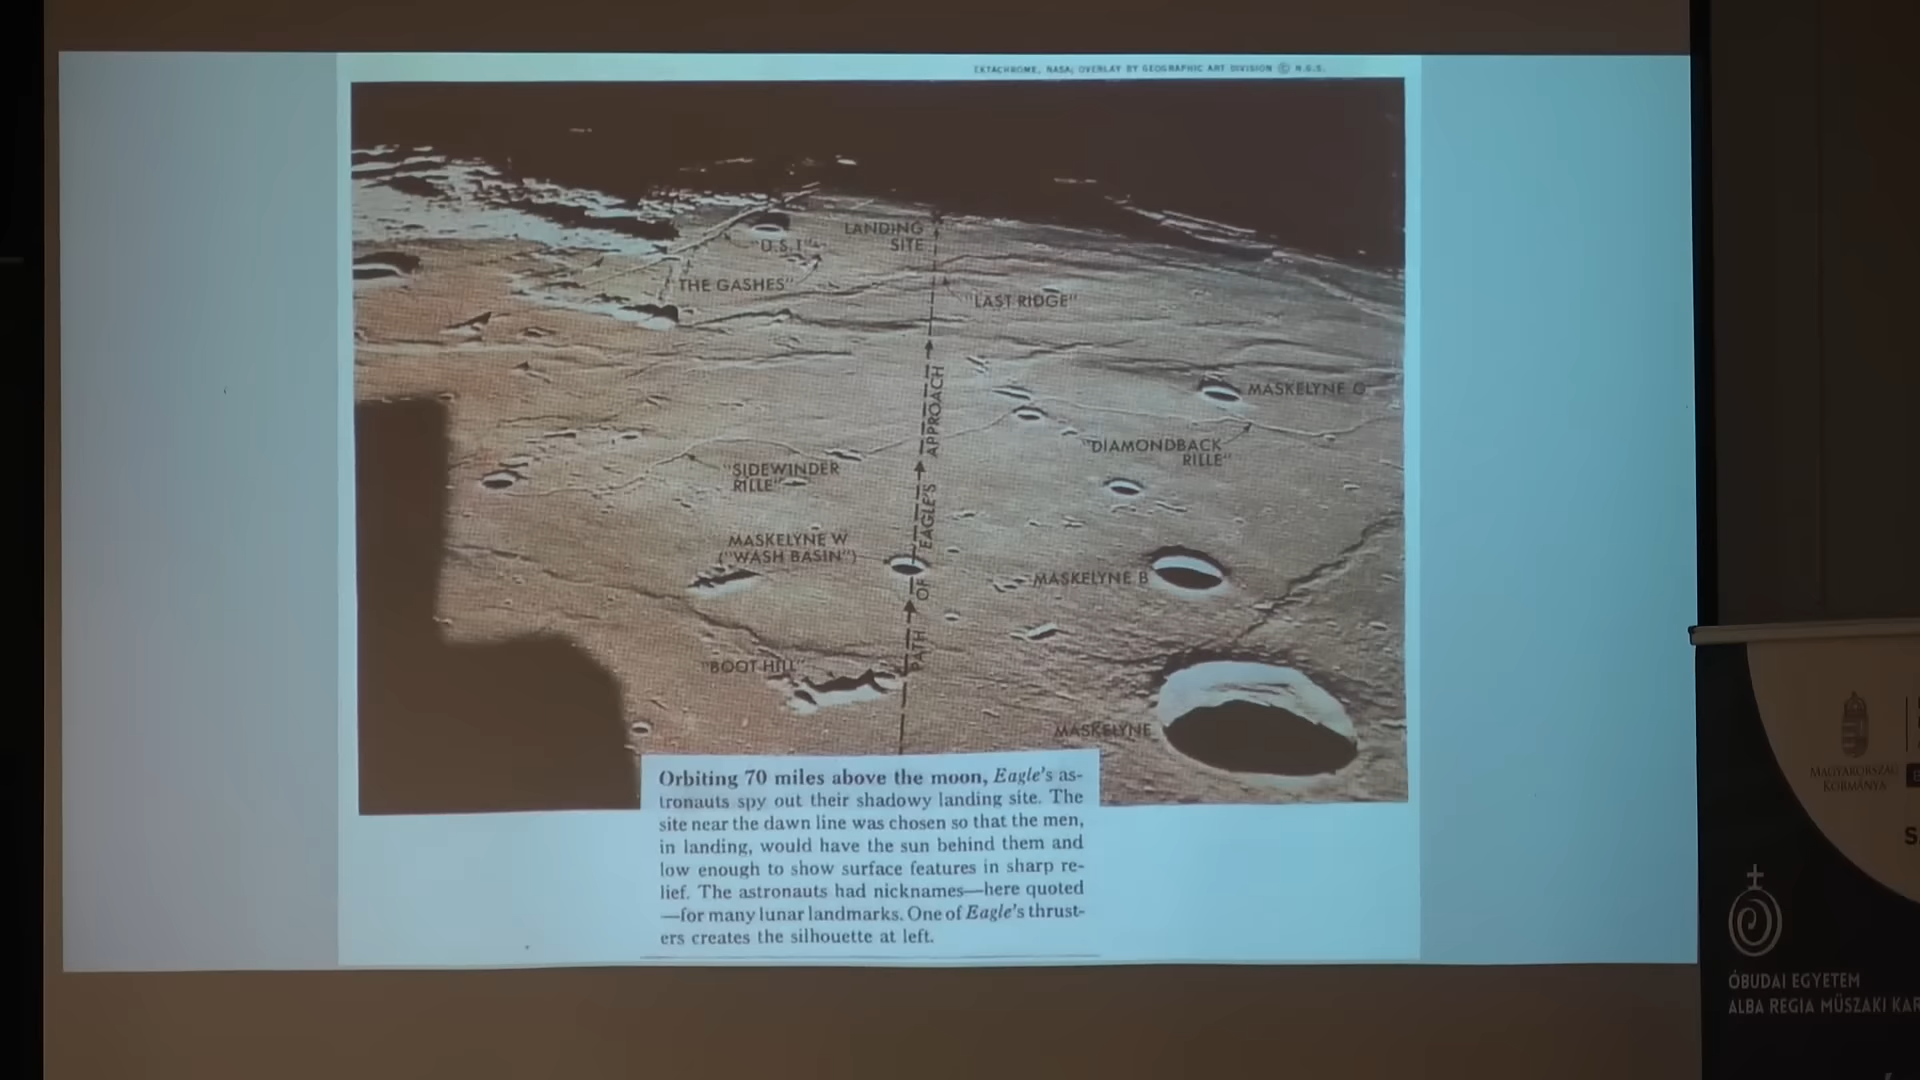 EKTACHROME, NASA; OVERLAY BY GEOGRAPHIC ART DIVISION © N.G.S.
LANDING
SITE
"U.S.1"
"THE GASHES"
"LAST RIDGE"
MASKELYNE G
"DIAMONDBACK
RILLE"
"SIDEWINDER
RILLE"
PATH OF EAGLE'S APPROACH
MASKELYNE W
("WASH BASIN")
MASKELYNE B
"BOOT HILL"
MASKELYNE
Orbiting 70 miles above the moon, Eagle's as-
tronauts spy out their shadowy landing site. The
site near the dawn line was chosen so that the men,
in landing, would have the sun behind them and
low enough to show surface features in sharp re-
lief. The astronauts had nicknames—here quoted
—for many lunar landmarks. One of Eagle's thrust-
ers creates the silhouette at left.
MAGYARORSZÁG
KORMÁNYA
ÓBUDAI EGYETEM
ALBA REGIA MŰSZAKI KAR